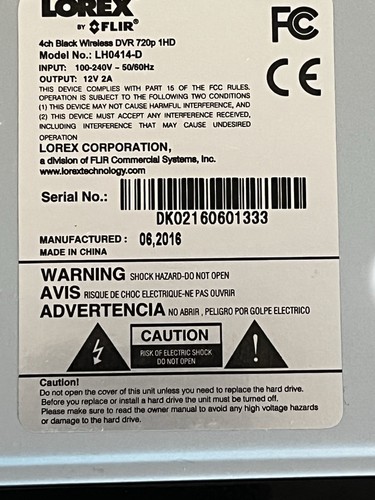 LOREX
BY FLIR®
FC
4ch Black Wireless DVR 720p 1HD
Model No.: LH0414-D
INPUT: 100-240V ~ 50/60Hz
OUTPUT: 12V 2A
CE
THIS DEVICE COMPLIES WITH PART 15 OF THE FCC RULES.
OPERATION IS SUBJECT TO THE FOLLOWING TWO CONDITIONS
(1) THIS DEVICE MAY NOT CAUSE HARMFUL INTERFERENCE, AND
(2) THIS DEVICE MUST ACCEPT ANY INTERFERENCE RECEIVED,
INCLUDING INTERFERENCE THAT MAY CAUSE UNDESIRED
OPERATION
LOREX CORPORATION,
a division of FLIR Commercial Systems, Inc.
www.lorextechnology.com
Serial No.:
DK02160601333
MANUFACTURED: 06,2016
MADE IN CHINA
WARNING SHOCK HAZARD-DO NOT OPEN
AVIS RISQUE DE CHOC ELECTRIQUE-NE PAS OUVRIR
ADVERTENCIA NO ABRIR , PELIGRO POR GOLPE ELECTRICO
CAUTION
RISK OF ELECTRIC SHOCK
DO NOT OPEN
Caution!
Do not open the cover of this unit unless you need to replace the hard drive.
Before you replace or install a hard drive the unit must be turned off.
Please make sure to read the owner manual to avoid any high voltage hazards
or damage to the hard drive.